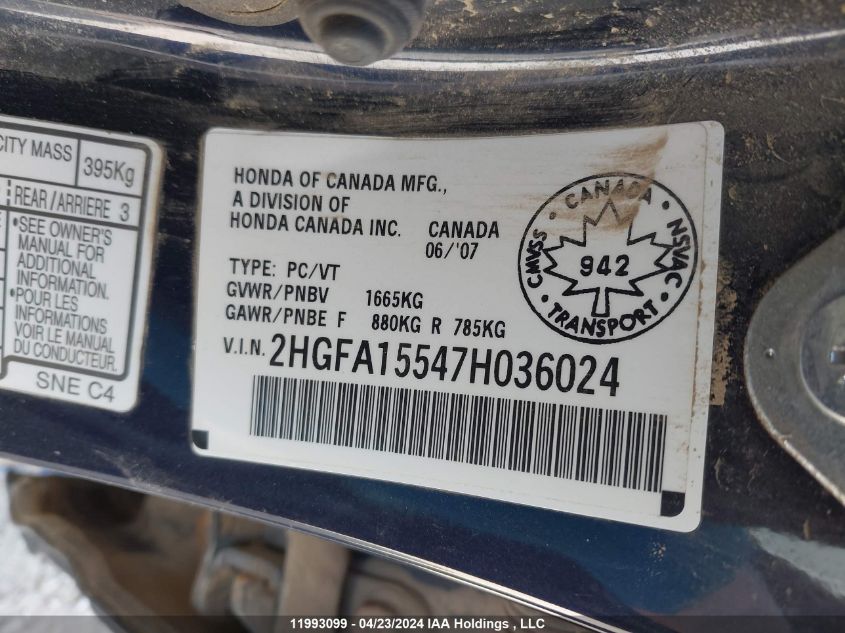 CITY MASS 395Kg
REAR/ARRIERE 3
•SEE OWNER'S
MANUAL FOR
ADDITIONAL
INFORMATION.
•POUR LES
INFORMATIONS
VOIR LE MANUEL
DU CONDUCTEUR.
SNE C4
HONDA OF CANADA MFG.,
A DIVISION OF
HONDA CANADA INC. CANADA
06/'07
TYPE: PC/VT
GVWR/PNBV 1665KG
GAWR/PNBE F 880KG R 785KG
V.I.N. 2HGFA15547H036024
• CANADA •
CMVSS 942 NSVAC
• TRANSPORT •
11993099 - 04/23/2024 - IAA Holdings , LLC